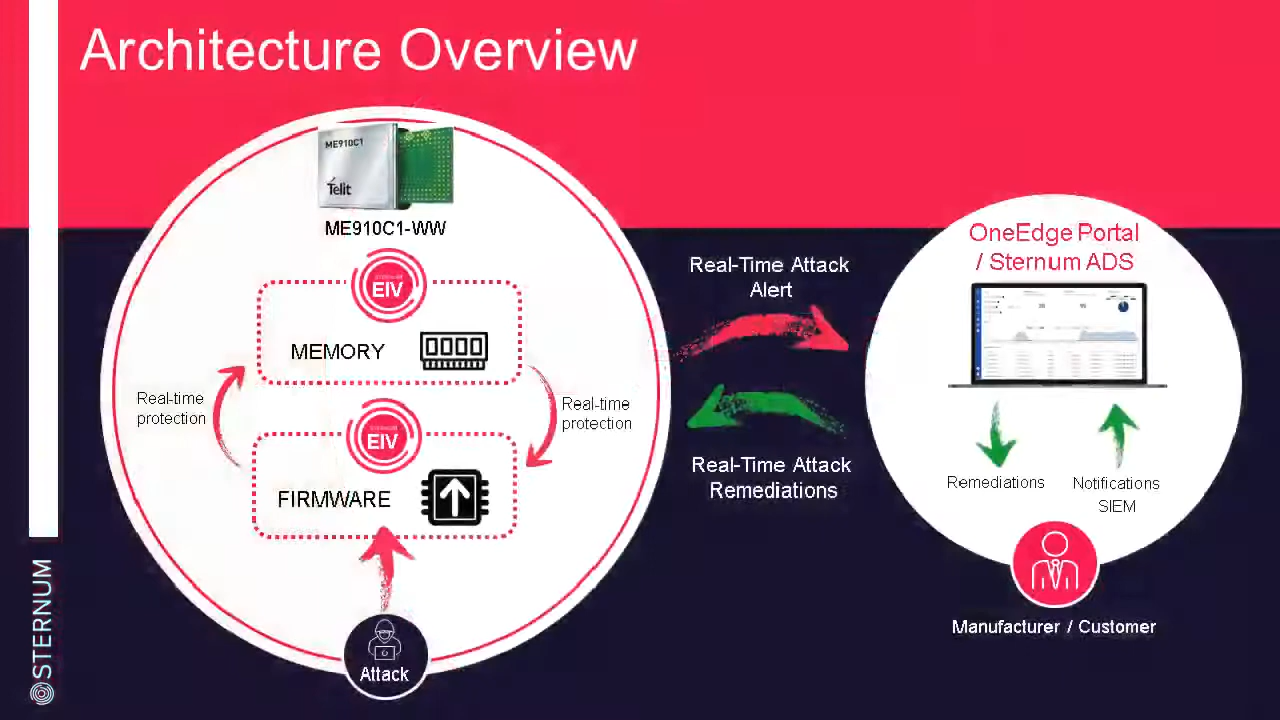 Architecture Overview
ME910C1
Telit
ME910C1-WW
EIV
MEMORY
Real-time
protection
Real-time
protection
EIV
FIRMWARE
Attack
Real-Time Attack
Alert
Real-Time Attack
Remediations
OneEdge Portal
/ Sternum ADS
Remediations
Notifications
SIEM
Manufacturer / Customer
STERNUM